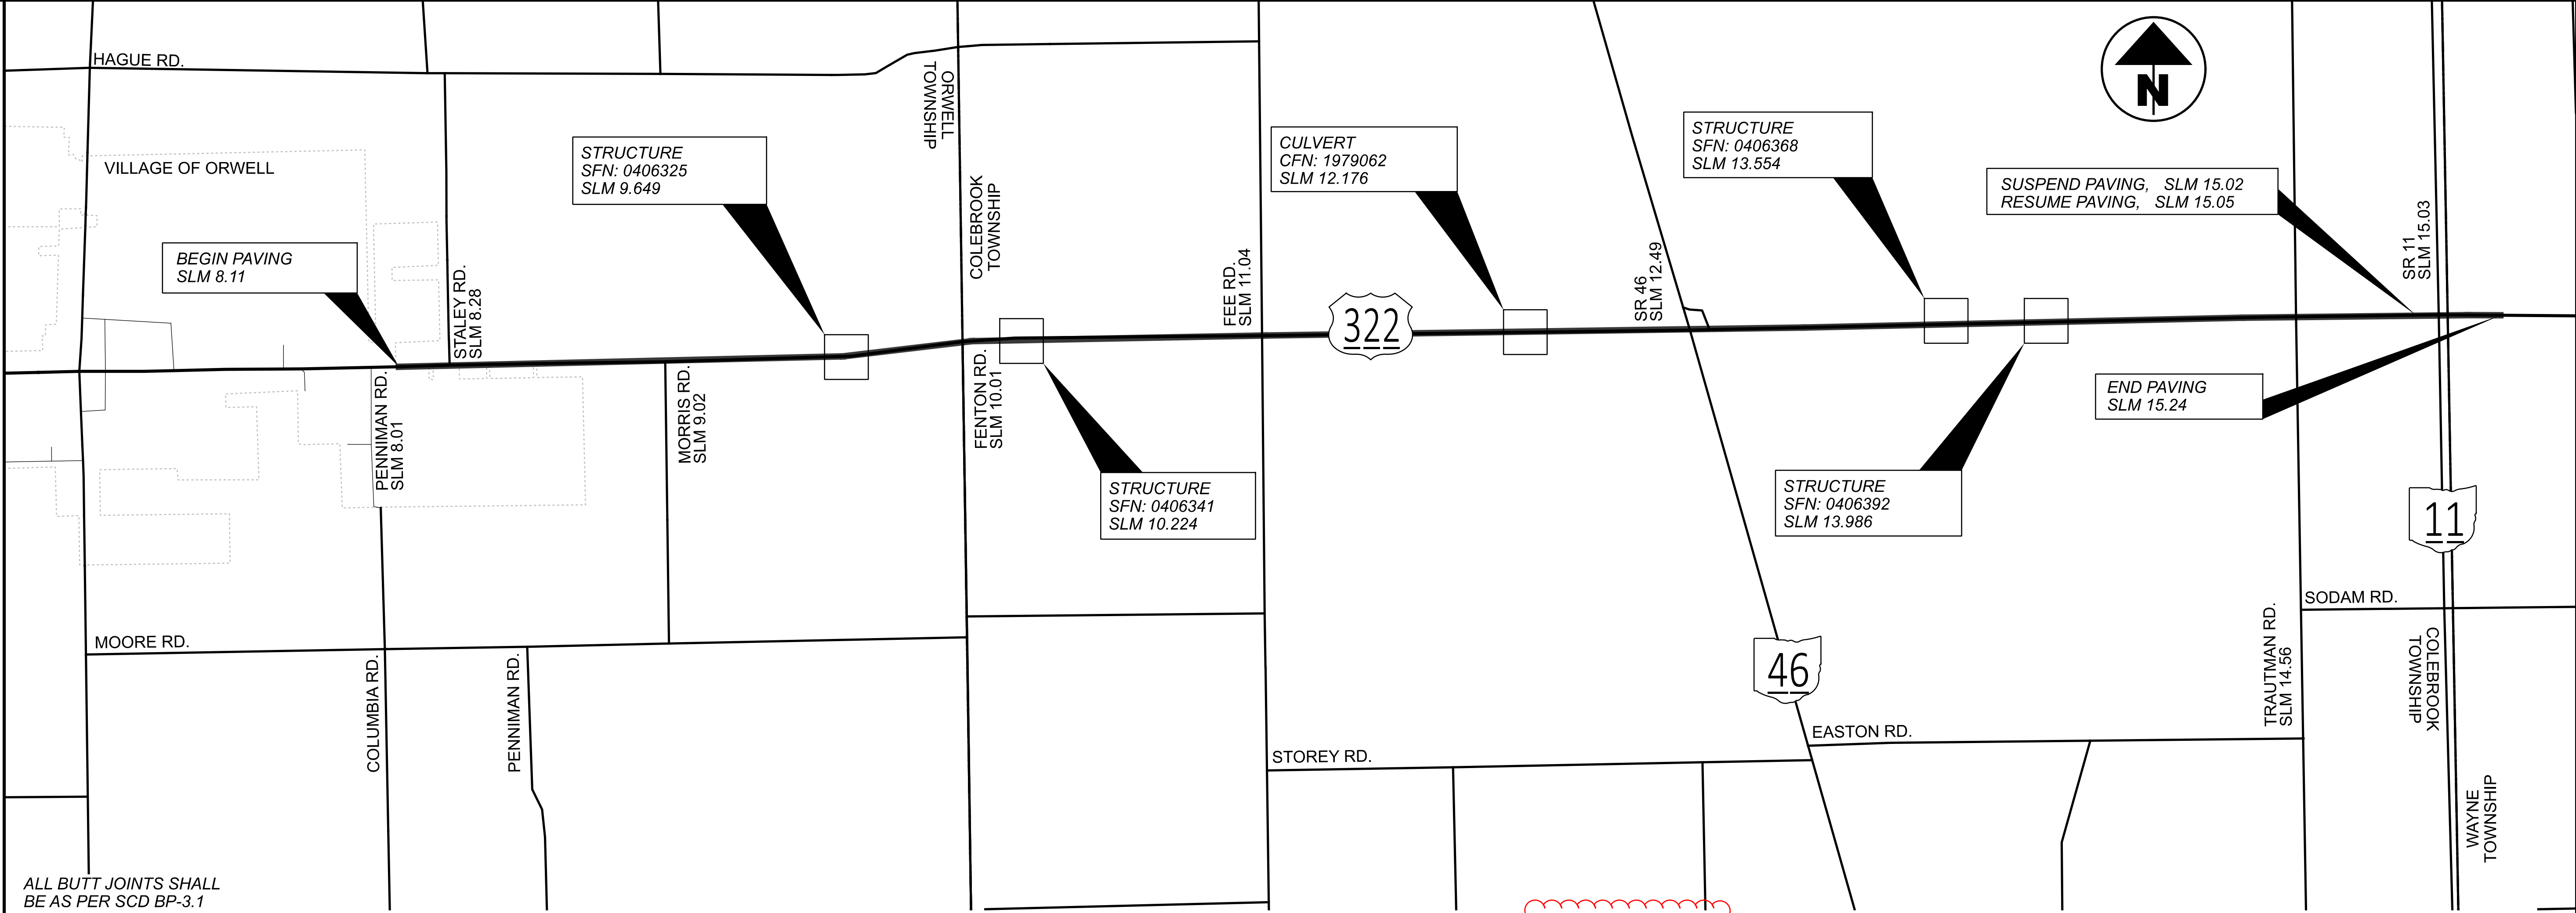 HAGUE RD.
VILLAGE OF ORWELL
BEGIN PAVING
SLM 8.11
STALEY RD.
SLM 8.28
STRUCTURE
SFN: 0406325
SLM 9.649
ORWELL
TOWNSHIP
COLEBROOK
TOWNSHIP
FEE RD.
SLM 11.04
CULVERT
CFN: 1979062
SLM 12.176
322
SR 46
SLM 12.49
STRUCTURE
SFN: 0406368
SLM 13.554
N
SUSPEND PAVING, SLM 15.02
RESUME PAVING, SLM 15.05
SR 11
SLM 15.03
PENNIMAN RD.
SLM 8.01
MORRIS RD.
SLM 9.02
FENTON RD.
SLM 10.01
STRUCTURE
SFN: 0406341
SLM 10.224
STRUCTURE
SFN: 0406392
SLM 13.986
END PAVING
SLM 15.24
11
MOORE RD.
COLUMBIA RD.
PENNIMAN RD.
STOREY RD.
46
EASTON RD.
TRAUTMAN RD.
SLM 14.56
SODAM RD.
COLEBROOK
TOWNSHIP
WAYNE
TOWNSHIP
ALL BUTT JOINTS SHALL
BE AS PER SCD BP-3.1